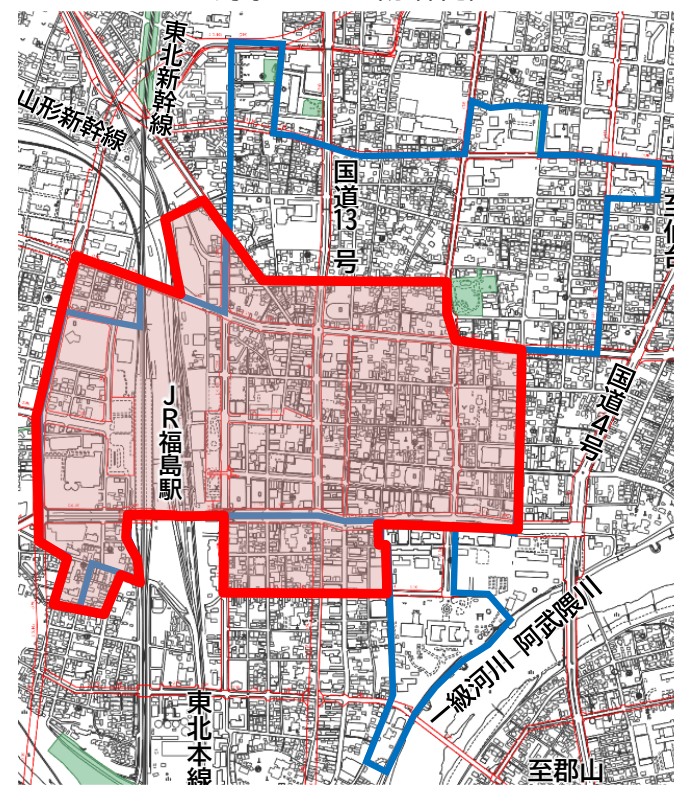 東北新幹線
山形新幹線
国道13号
至仙台
国道4号
JR福島駅
一級河川 阿武隈川
東北本線
至郡山